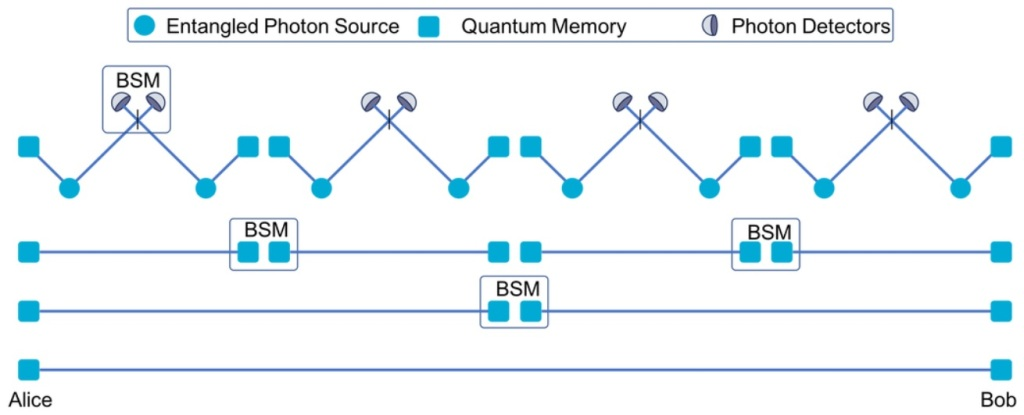 Entangled Photon Source Quantum Memory Photon Detectors
BSM
BSM BSM
BSM
Alice Bob